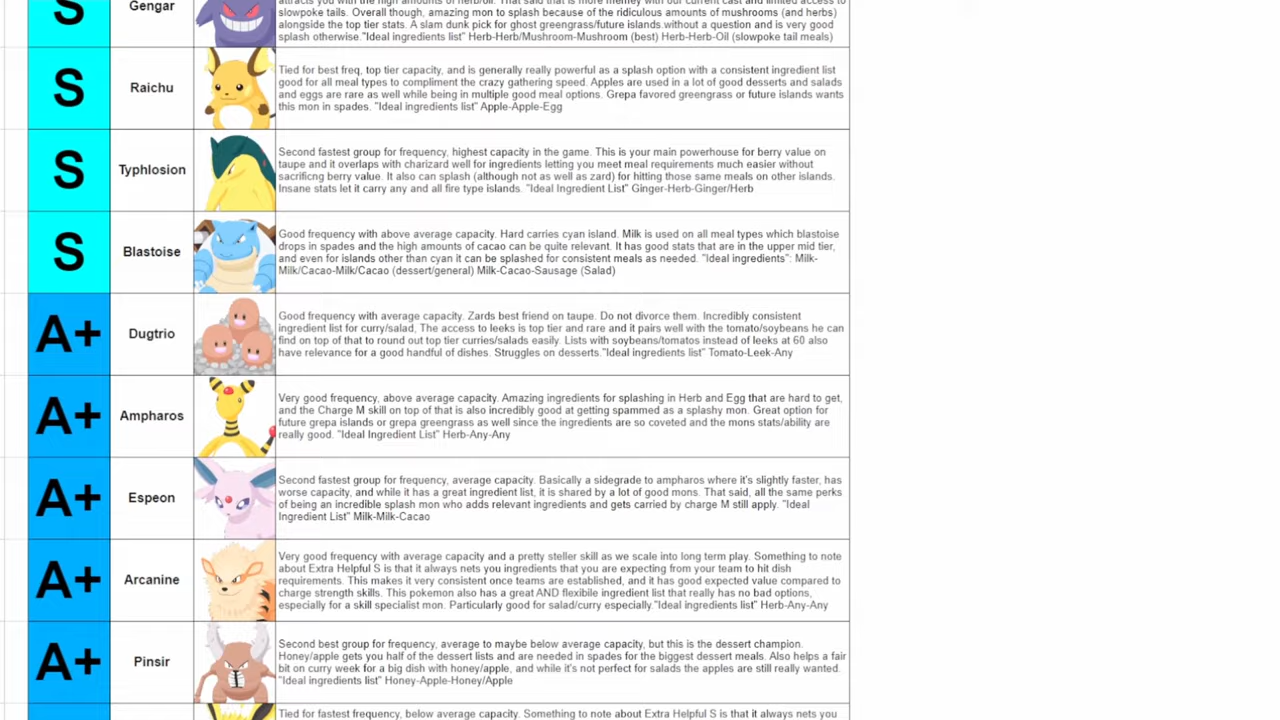 attracts you with the high amounts of herb/oil. That said that is more memey with our current cast and limited access to
S
Gengar
slowpoke tails. Overall though, amazing mon to splash because of the ridiculous amounts of mushrooms (and herbs)
alongside the top tier stats. A slam dunk pick for ghost greengrass/future islands without a question and is very good
splash otherwise."Ideal ingredients list" Herb-Herb/Mushroom-Mushroom (best) Herb-Herb-Oil (slowpoke tail meals)
S
Raichu
Tied for best freq, top tier capacity, and is generally really powerful as a splash option with a consistent ingredient list
good for all meal types to compliment the crazy gathering speed. Apples are used in a lot of good desserts and salads
and eggs are rare as well while being in multiple good meal options. Grepa favored greengrass or future islands wants
this mon in spades. "Ideal ingredients list" Apple-Apple-Egg
S
Typhlosion
Second fastest group for frequency, highest capacity in the game. This is your main powerhouse for berry value on
taupe and it overlaps with charizard well for ingredients letting you meet meal requirements much easier without
sacrificng berry value. It also can splash (although not as well as zard) for hitting those same meals on other islands.
Insane stats let it carry any and all fire type islands. "Ideal Ingredient List" Ginger-Herb-Ginger/Herb
S
Blastoise
Good frequency with above average capacity. Hard carries cyan island. Milk is used on all meal types which blastoise
drops in spades and the high amounts of cacao can be quite relevant. It has good stats that are in the upper mid tier,
and even for islands other than cyan it can be splashed for consistent meals as needed. "Ideal ingredients": Milk-
Milk/Cacao-Milk/Cacao (dessert/general) Milk-Cacao-Sausage (Salad)
A+
Dugtrio
Good frequency with average capacity. Zards best friend on taupe. Do not divorce them. Incredibly consistent
ingredient list for curry/salad, The access to leeks is top tier and rare and it pairs well with the tomato/soybeans he can
find on top of that to round out top tier curries/salads easily. Lists with soybeans/tomatos instead of leeks at 60 also
have relevance for a good handful of dishes. Struggles on desserts."Ideal ingredients list" Tomato-Leek-Any
A+
Ampharos
Very good frequency, above average capacity. Amazing ingredients for splashing in Herb and Egg that are hard to get,
and the Charge M skill on top of that is also incredibly good at getting spammed as a splashy mon. Great option for
future grepa islands or grepa greengrass as well since the ingredients are so coveted and the mons stats/ability are
really good. "Ideal Ingredient List" Herb-Any-Any
A+
Espeon
Second fastest group for frequency, average capacity. Basically a sidegrade to ampharos where it's slightly faster, has
worse capacity, and while it has a great ingredient list, it is shared by a lot of good mons. That said, all the same perks
of being an incredible splash mon who adds relevant ingredients and gets carried by charge M still apply. "Ideal
Ingredient List" Milk-Milk-Cacao
A+
Arcanine
Very good frequency with average capacity and a pretty steller skill as we scale into long term play. Something to note
about Extra Helpful S is that it always nets you ingredients that you are expecting from your team to hit dish
requirements. This makes it very consistent once teams are established, and it has good expected value compared to
charge strength skills. This pokemon also has a great AND flexibile ingredient list that really has no bad options,
especially for a skill specialist mon. Particularly good for salad/curry especially."Ideal ingredients list" Herb-Any-Any
A+
Pinsir
Second best group for frequency, average to maybe below average capacity, but this is the dessert champion.
Honey/apple gets you half of the dessert lists and are needed in spades for the biggest dessert meals. Also helps a fair
bit on curry week for a big dish with honey/apple, and while it's not perfect for salads the apples are still really wanted.
"Ideal ingredients list" Honey-Apple-Honey/Apple
Tied for fastest frequency, below average capacity. Something to note about Extra Helpful S is that it always nets you